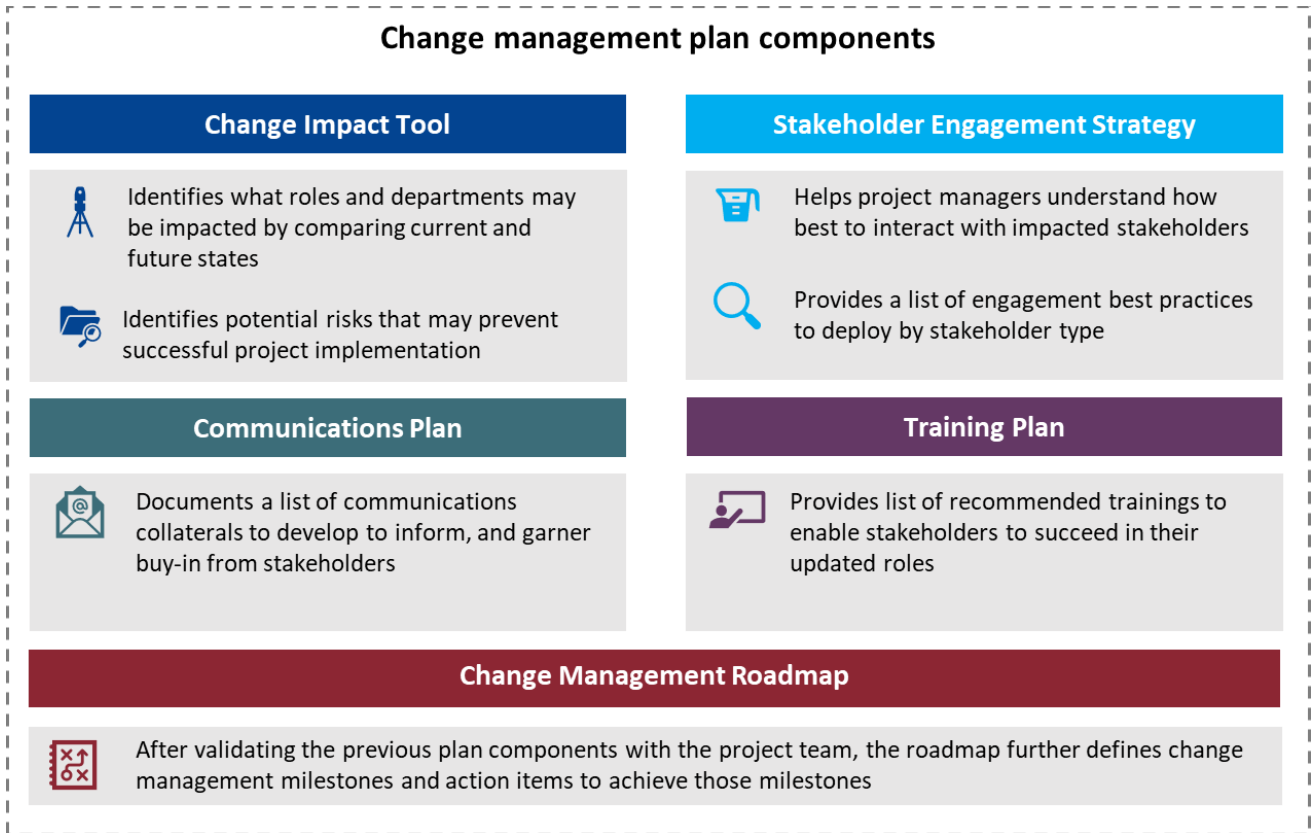 Change management plan components
Change Impact Tool
Identifies what roles and departments may
be impacted by comparing current and
future states
Identifies potential risks that may prevent
successful project implementation
Stakeholder Engagement Strategy
Helps project managers understand how
best to interact with impacted stakeholders
Provides a list of engagement best practices
to deploy by stakeholder type
Communications Plan
@
Documents a list of communications
collaterals to develop to inform, and garner
buy-in from stakeholders
Training Plan
Provides list of recommended trainings to
enable stakeholders to succeed in their
updated roles
Change Management Roadmap
After validating the previous plan components with the project team, the roadmap further defines change
management milestones and action items to achieve those milestones